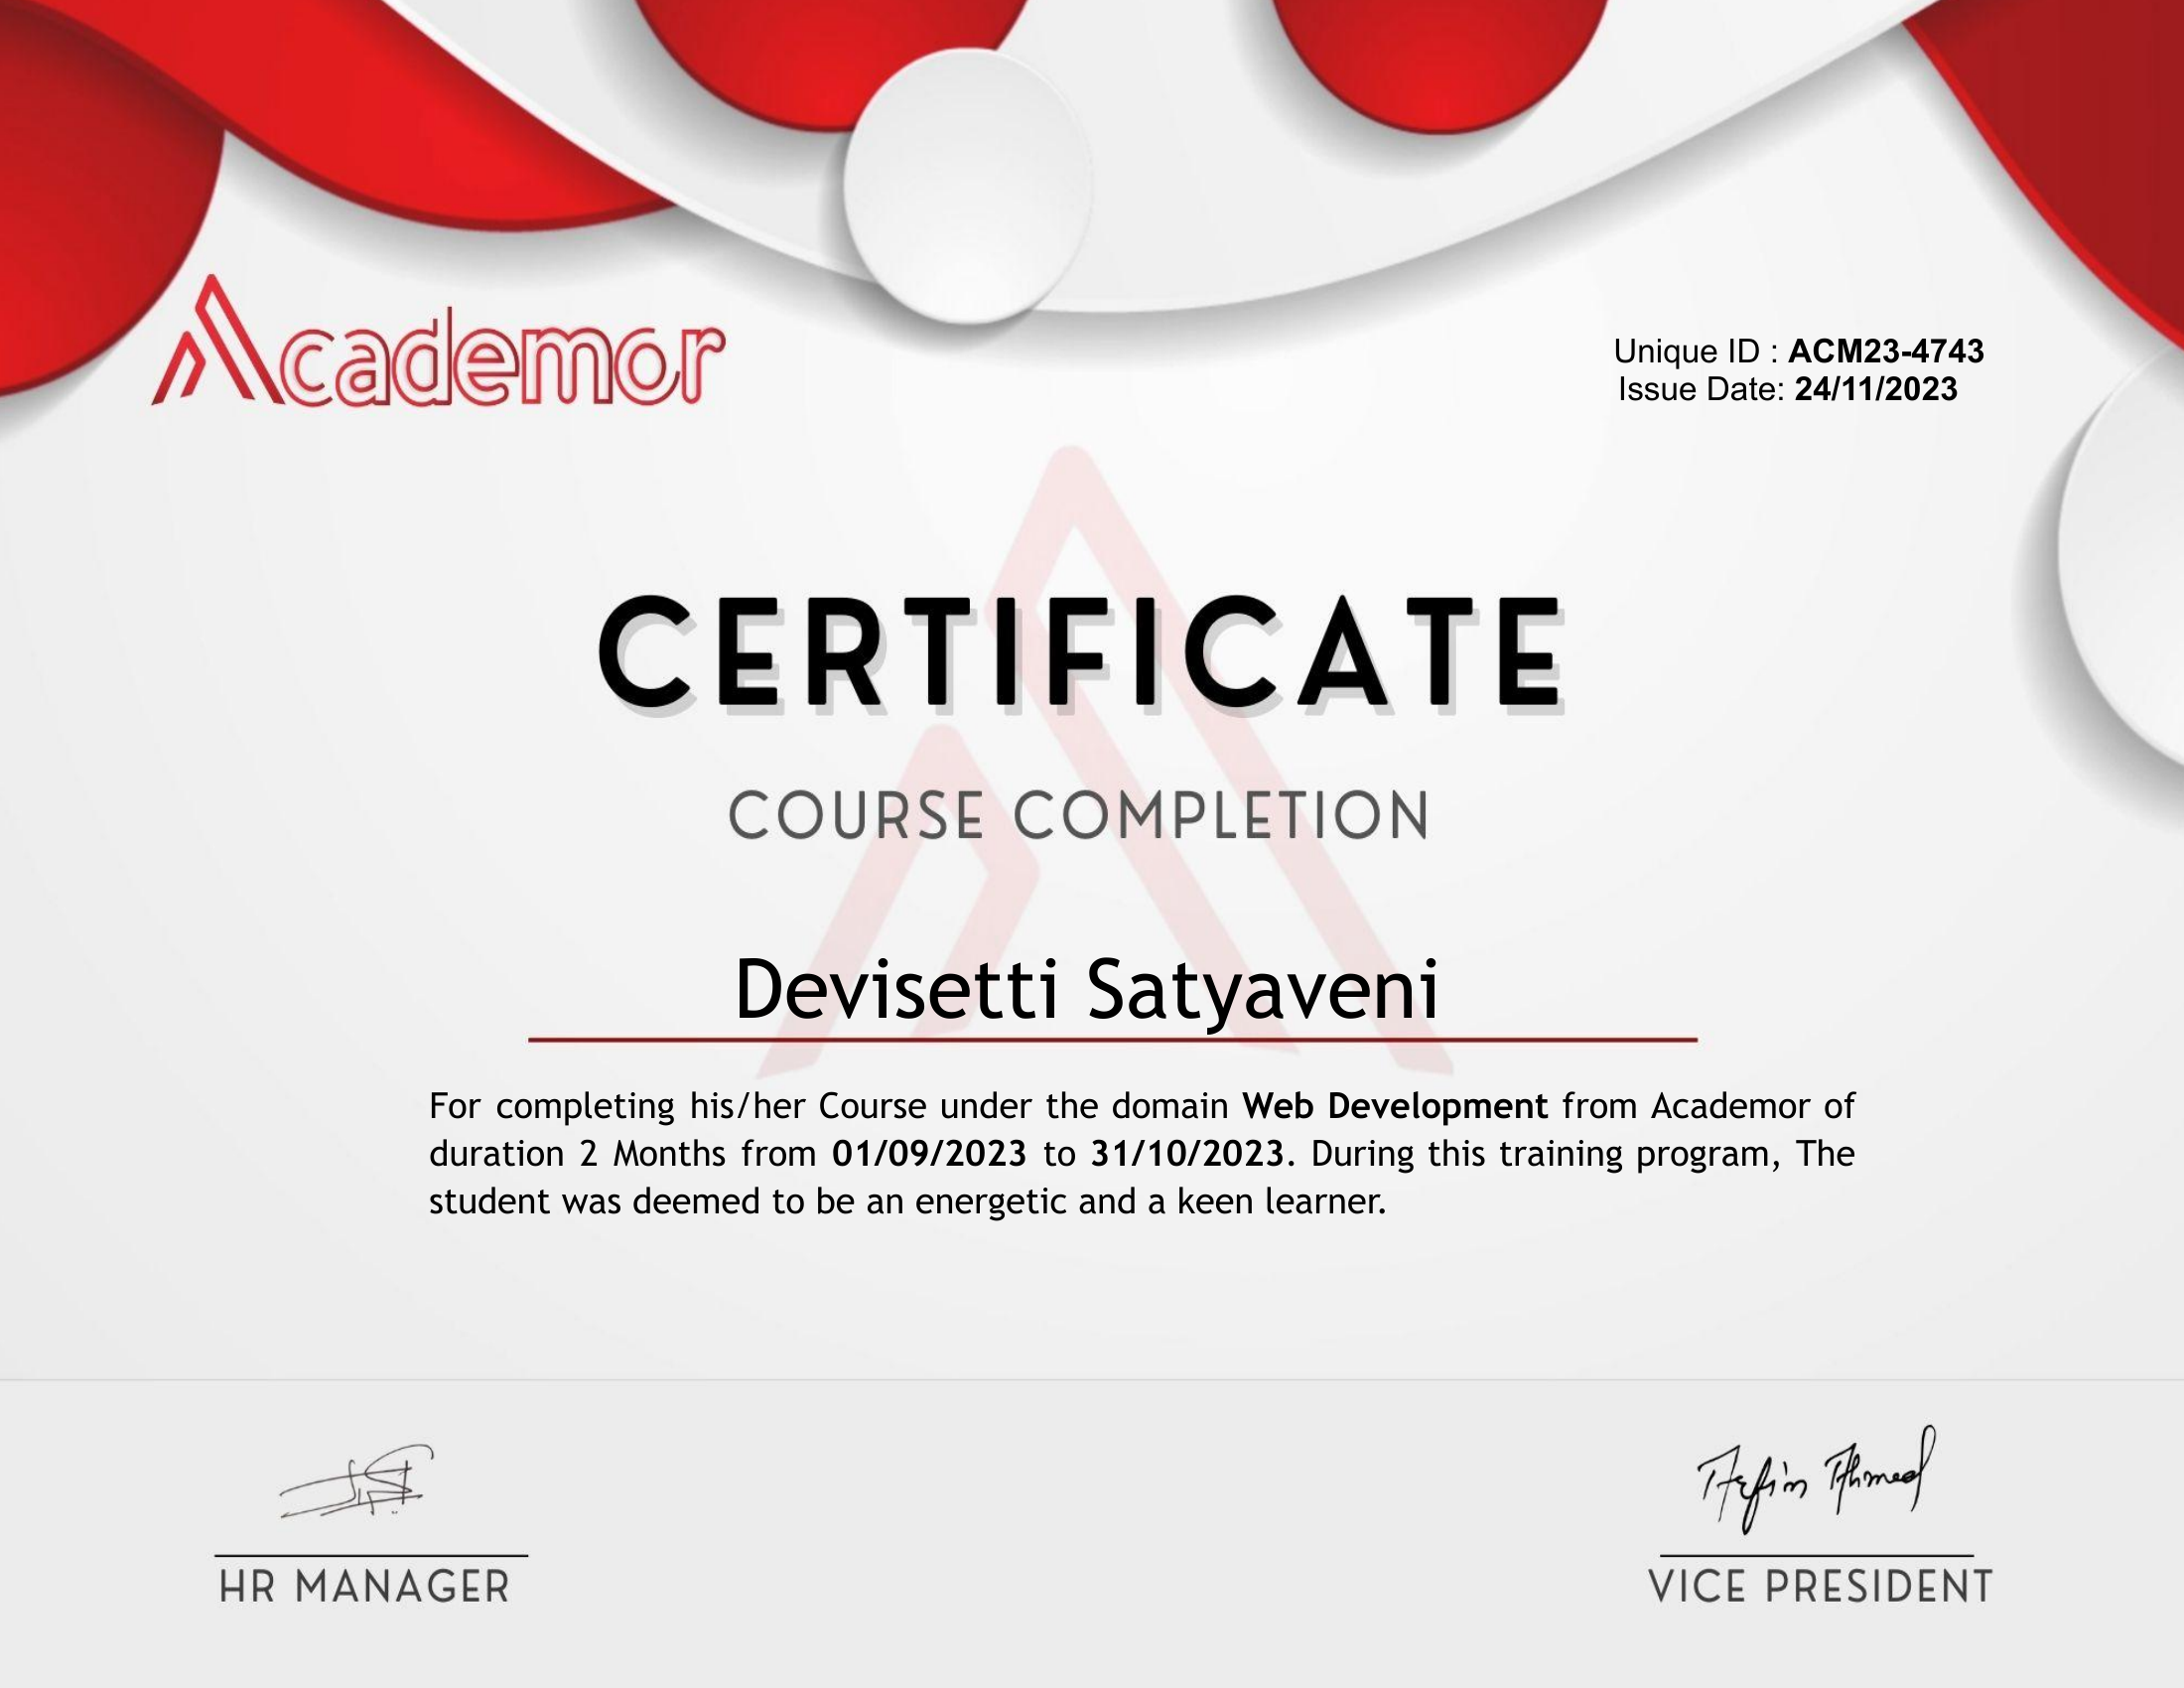 Academor
Unique ID : ACM23-4743
Issue Date: 24/11/2023
CERTIFICATE
COURSE COMPLETION
Devisetti Satyaveni
For completing his/her Course under the domain Web Development from Academor of
duration 2 Months from 01/09/2023 to 31/10/2023. During this training program, The
student was deemed to be an energetic and a keen learner.
HR MANAGER
VICE PRESIDENT